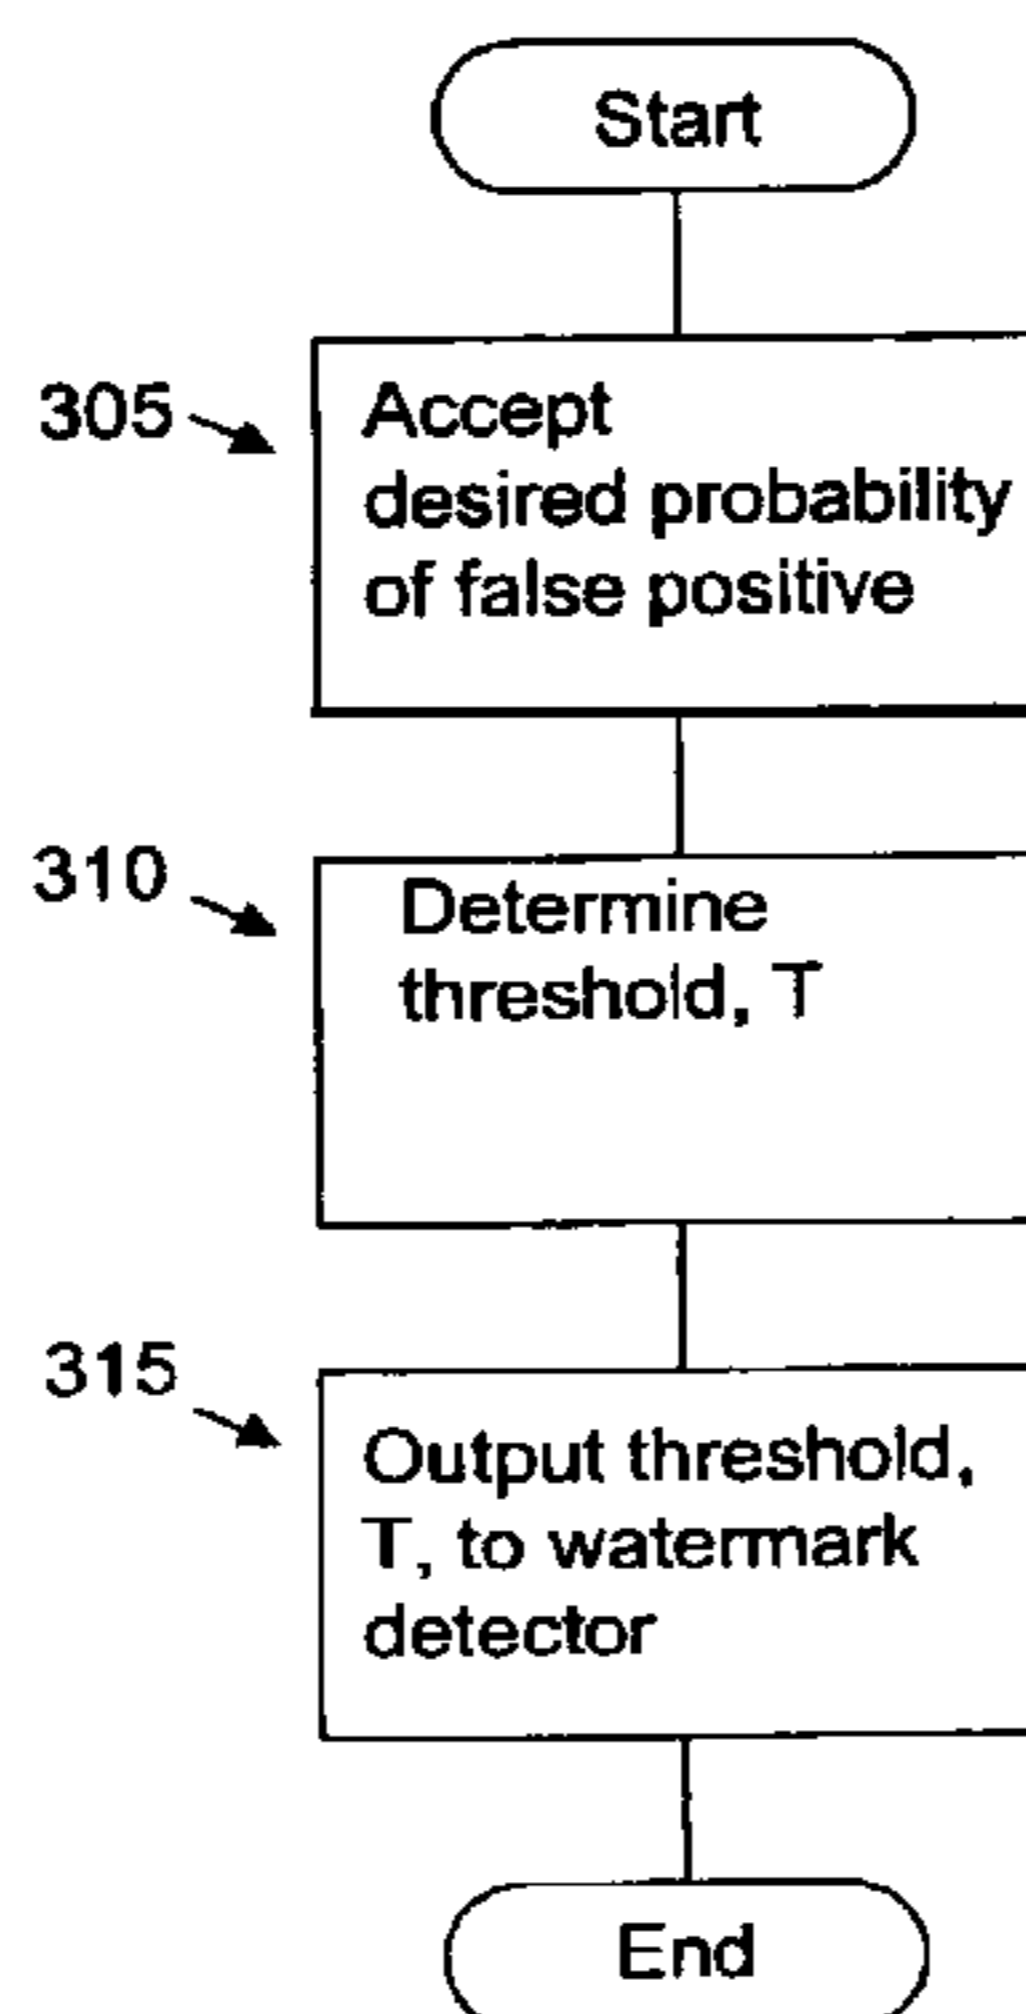 Start
305
Accept
desired probability
of false positive
310
Determine
threshold, T
315
Output threshold,
T, to watermark
detector
End